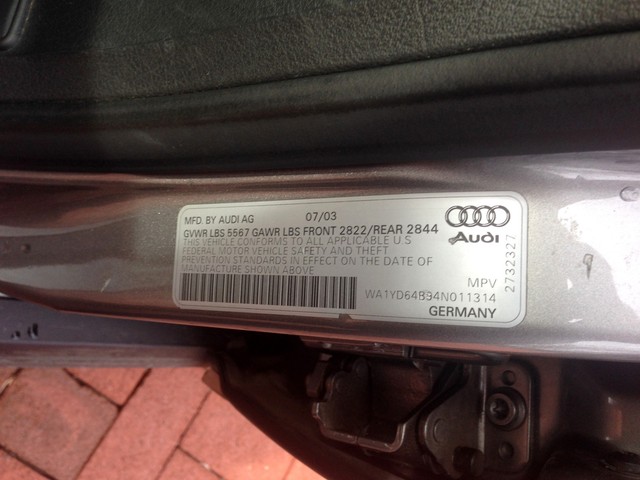 MFD. BY AUDI AG 07/03
GVWR LBS 5567 GAWR LBS FRONT 2822/REAR 2844
THIS VEHICLE CONFORMS TO ALL APPLICABLE U.S
FEDERAL MOTOR VEHICLE SAFETY AND THEFT
PREVENTION STANDARDS IN EFFECT ON THE DATE OF
MANUFACTURE SHOWN ABOVE
Audi
MPV
WA1YD64B94N011314
GERMANY
2732327